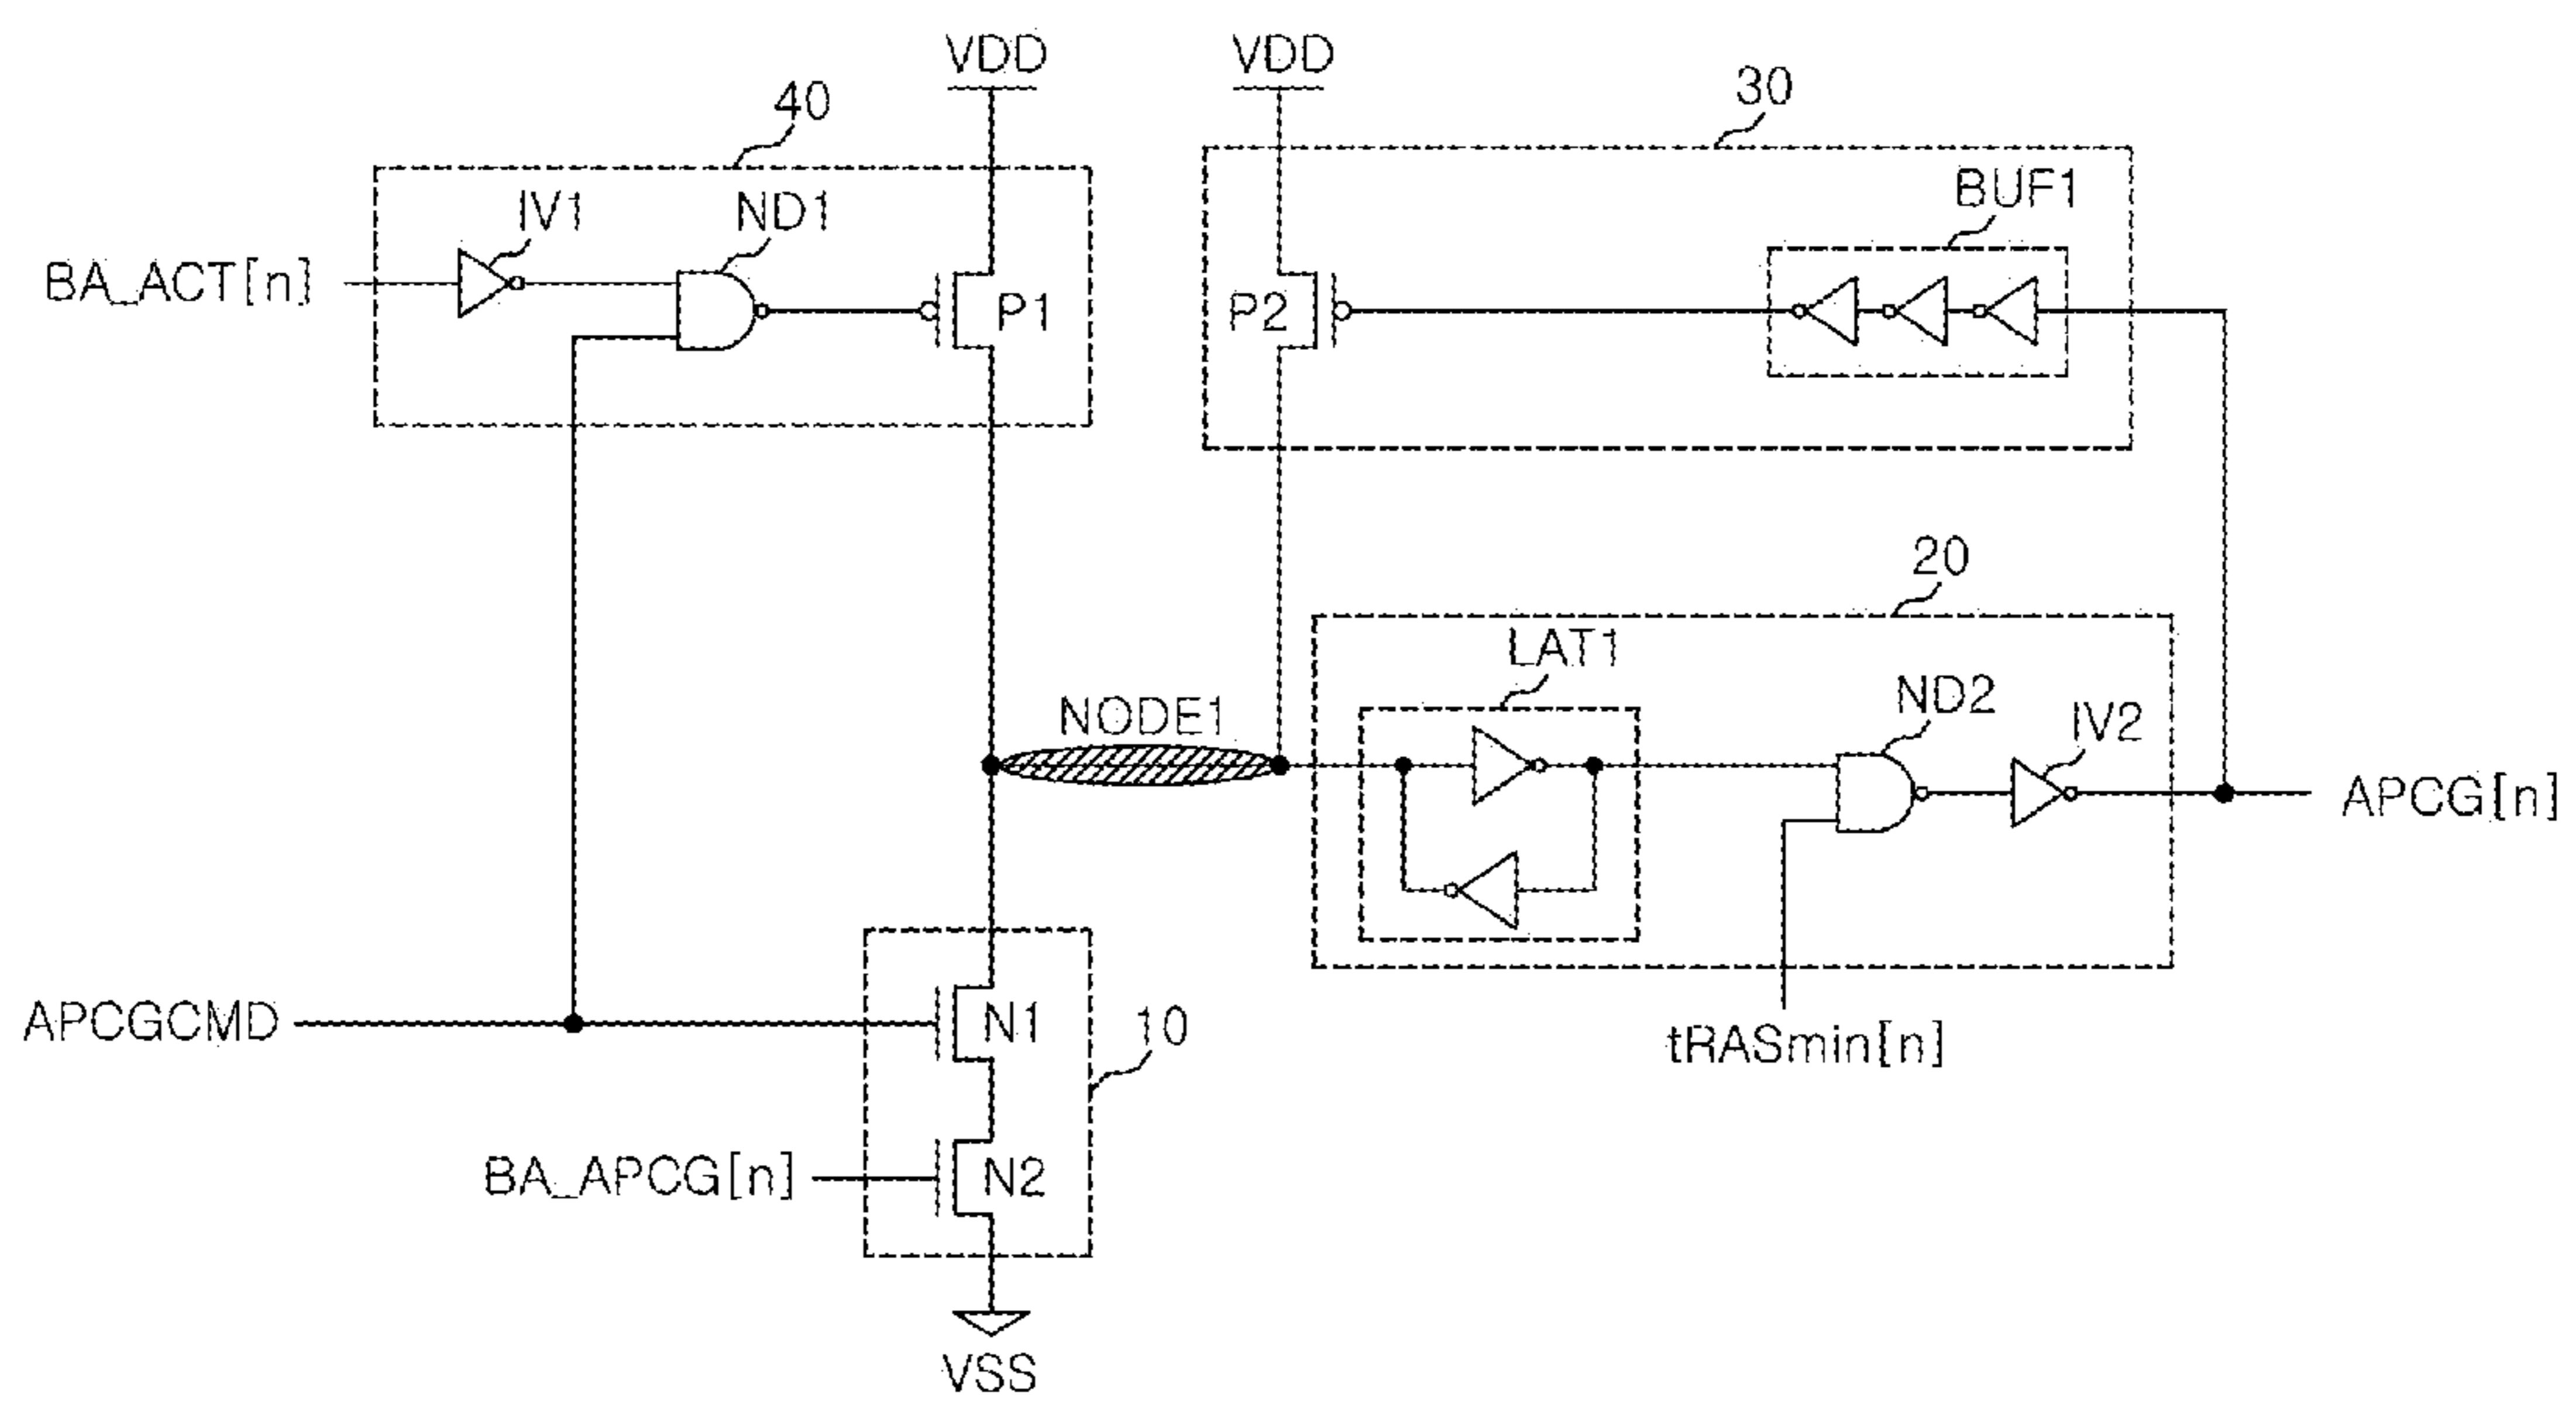 VDD
VDD
40
30
IV1
ND1
BUF1
BA_ACT[n]
P1
P2
20
LAT1
NODE1
ND2
IV2
APCG[n]
APCGCMD
N1
10
tRASmin[n]
BA_APCG[n]
N2
VSS